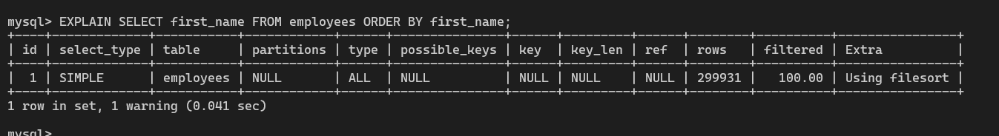 mysql> EXPLAIN SELECT first_name FROM employees ORDER BY first_name;
+----+-------------+-----------+------------+------+---------------+------+---------+------+--------+----------+----------------+
| id | select_type | table     | partitions | type | possible_keys | key  | key_len | ref  | rows   | filtered | Extra          |
+----+-------------+-----------+------------+------+---------------+------+---------+------+--------+----------+----------------+
|  1 | SIMPLE      | employees | NULL       | ALL  | NULL          | NULL | NULL    | NULL | 299931 |   100.00 | Using filesort |
+----+-------------+-----------+------------+------+---------------+------+---------+------+--------+----------+----------------+
1 row in set, 1 warning (0.041 sec)
mysql>